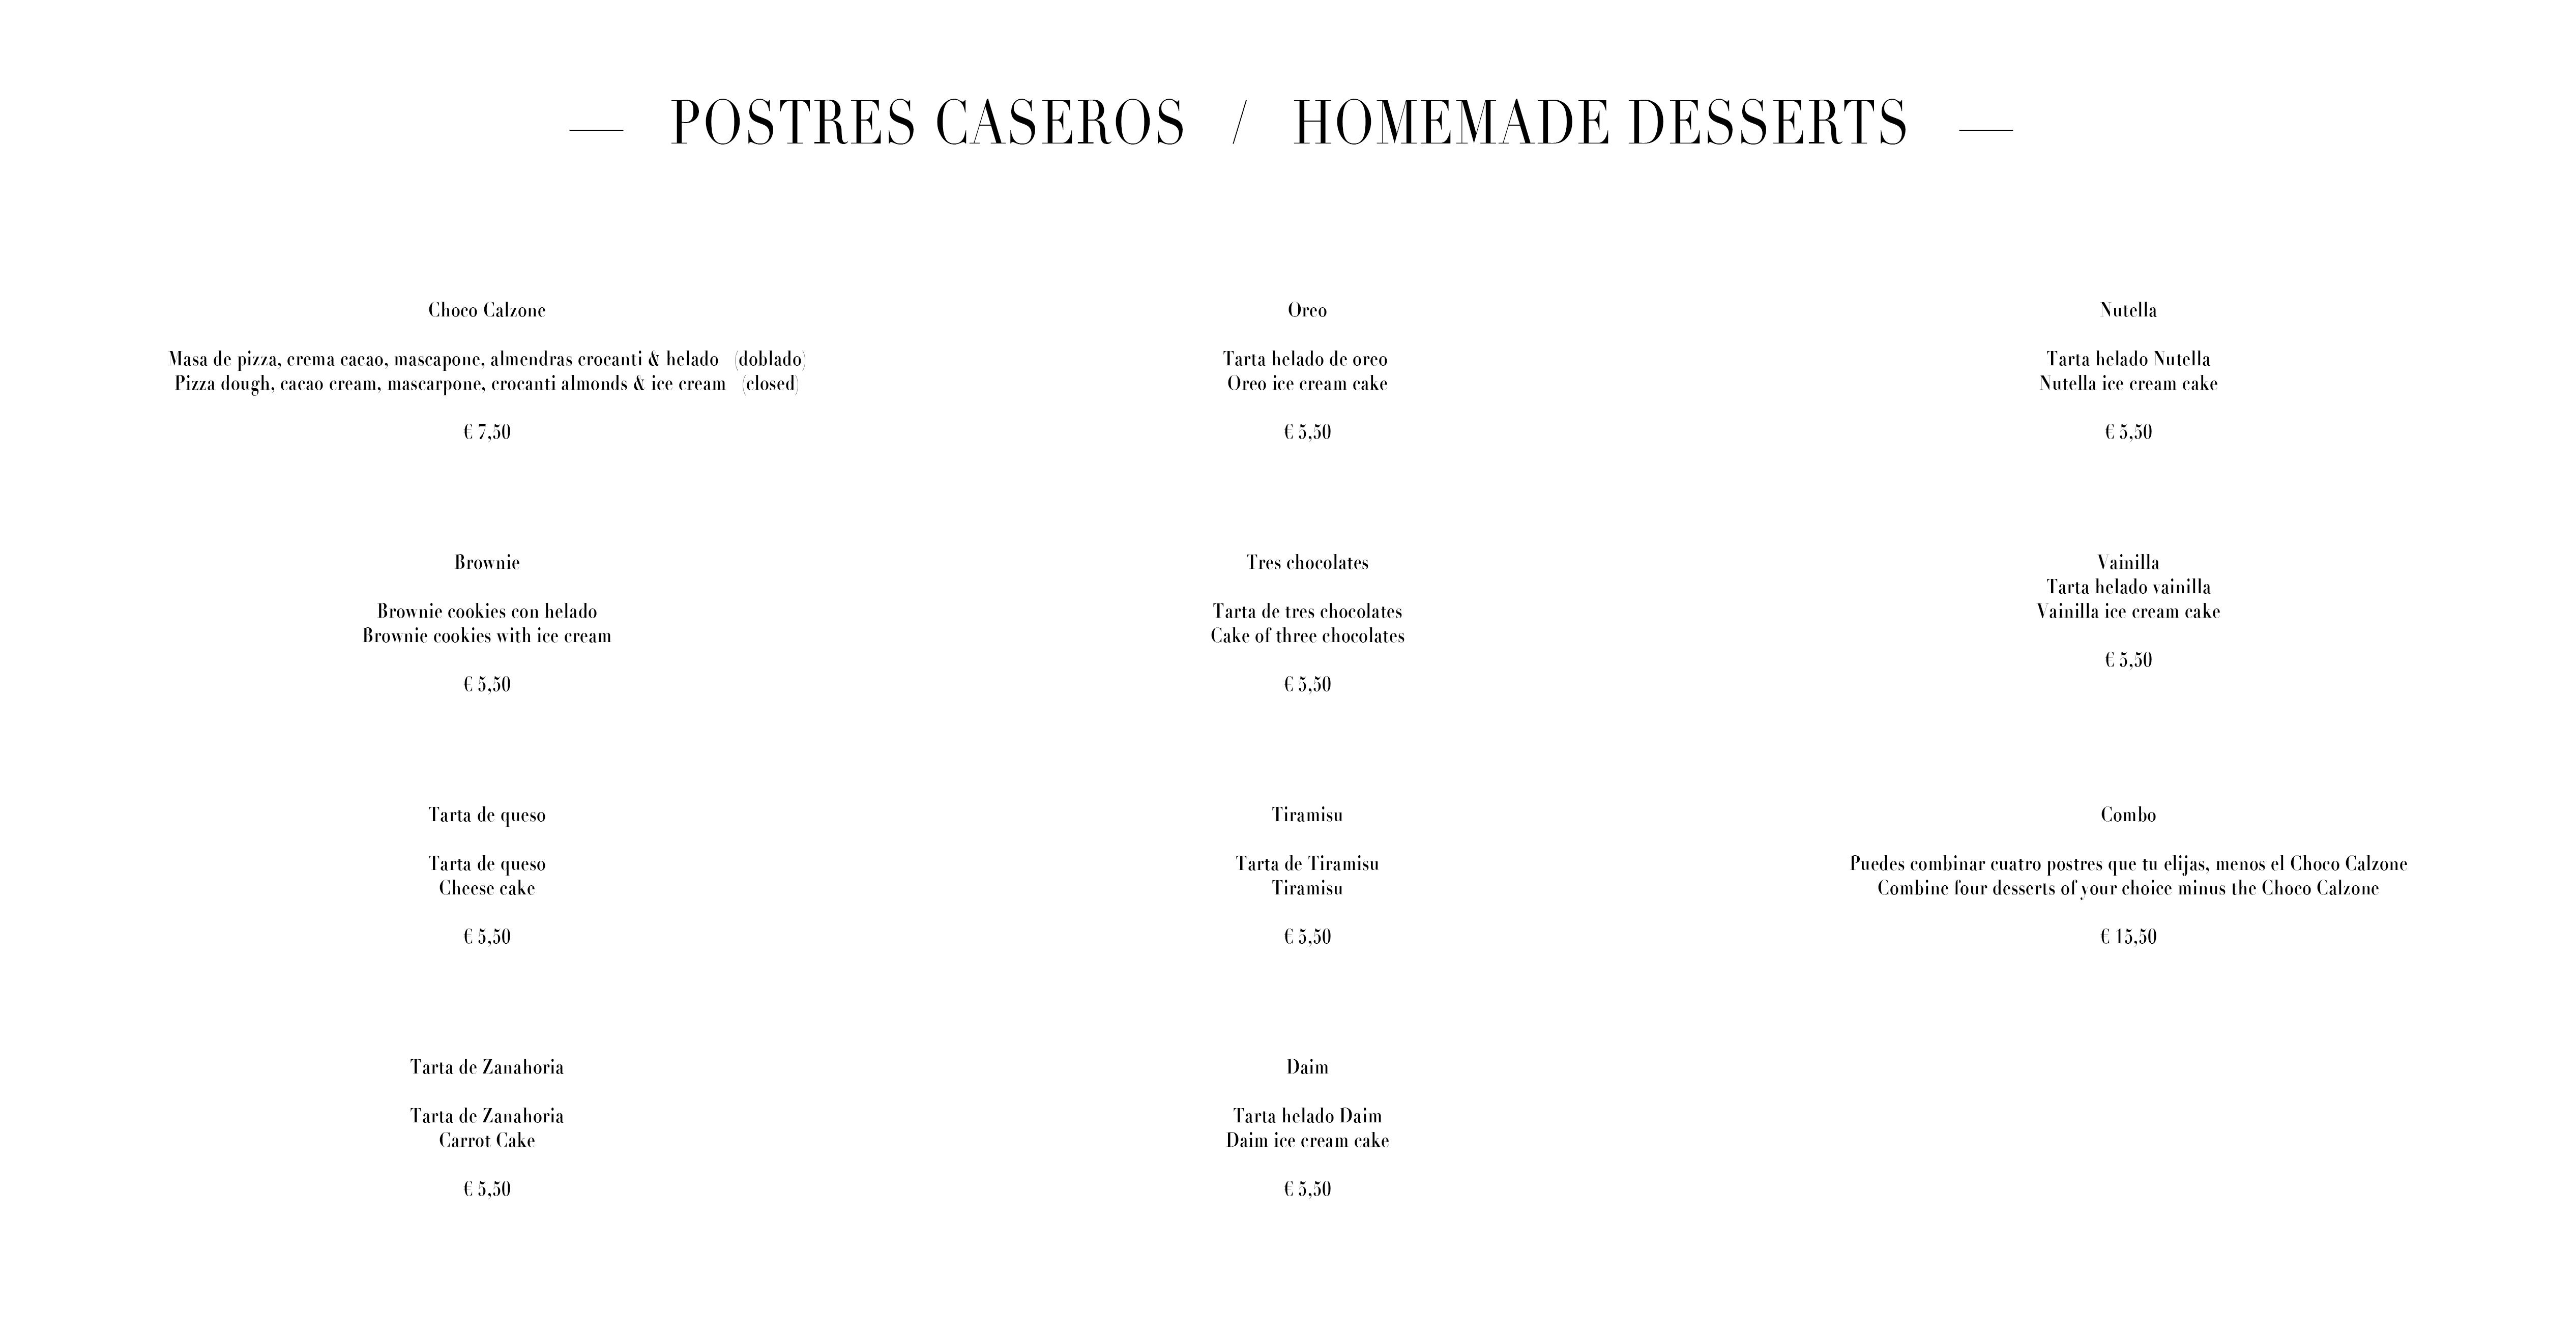 — POSTRES CASEROS / HOMEMADE DESSERTS —
Choco Calzone
Masa de pizza, crema cacao, mascapone, almendras crocanti & helado (doblado)
Pizza dough, cacao cream, mascarpone, crocanti almonds & ice cream (closed)
€ 7,50
Oreo
Tarta helado de oreo
Oreo ice cream cake
€ 5,50
Nutella
Tarta helado Nutella
Nutella ice cream cake
€ 5,50
Brownie
Brownie cookies con helado
Brownie cookies with ice cream
€ 5,50
Tres chocolates
Tarta de tres chocolates
Cake of three chocolates
€ 5,50
Vainilla
Tarta helado vainilla
Vainilla ice cream cake
€ 5,50
Tarta de queso
Tarta de queso
Cheese cake
€ 5,50
Tiramisu
Tarta de Tiramisu
Tiramisu
€ 5,50
Combo
Puedes combinar cuatro postres que tu elijas, menos el Choco Calzone
Combine four desserts of your choice minus the Choco Calzone
€ 15,50
Tarta de Zanahoria
Tarta de Zanahoria
Carrot Cake
€ 5,50
Daim
Tarta helado Daim
Daim ice cream cake
€ 5,50